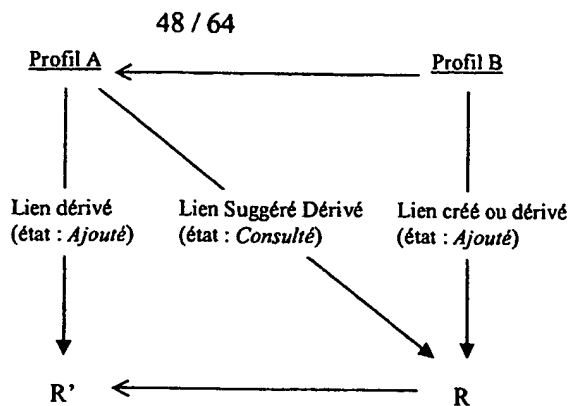 48 / 64
Profil A
Profil B
Lien dérivé
(état : Ajouté)
Lien Suggéré Dérivé
(état : Consulté)
Lien créé ou dérivé
(état : Ajouté)
R'
R